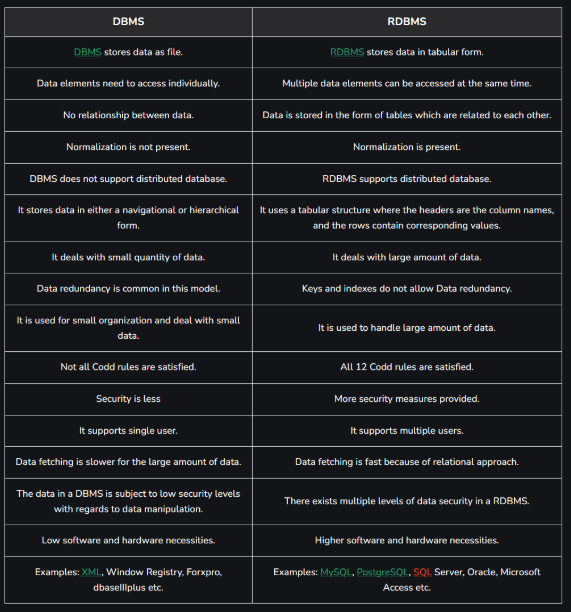 DBMS RDBMS
DBMS stores data as file. RDBMS stores data in tabular form.
Data elements need to access individually. Multiple data elements can be accessed at the same time.
No relationship between data. Data is stored in the form of tables which are related to each other.
Normalization is not present. Normalization is present.
DBMS does not support distributed database. RDBMS supports distributed database.
It stores data in either a navigational or hierarchical
form.
It uses a tabular structure where the headers are the column names,
and the rows contain corresponding values.
It deals with small quantity of data. It deals with large amount of data.
Data redundancy is common in this model. Keys and indexes do not allow Data redundancy.
It is used for small organization and deal with small
data.
It is used to handle large amount of data.
Not all Codd rules are satisfied. All 12 Codd rules are satisfied.
Security is less More security measures provided.
It supports single user. It supports multiple users.
Data fetching is slower for the large amount of data. Data fetching is fast because of relational approach.
The data in a DBMS is subject to low security levels
with regards to data manipulation.
There exists multiple levels of data security in a RDBMS.
Low software and hardware necessities. Higher software and hardware necessities.
Examples: XML, Window Registry, Forxpro,
dbaseIIIplus etc.
Examples: MySQL, PostgreSQL, SQL Server, Oracle, Microsoft
Access etc.